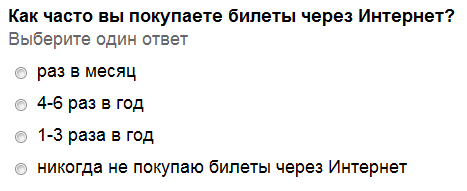 Как часто вы покупаете билеты через Интернет?
Выберите один ответ
раз в месяц
4-6 раз в год
1-3 раза в год
никогда не покупаю билеты через Интернет